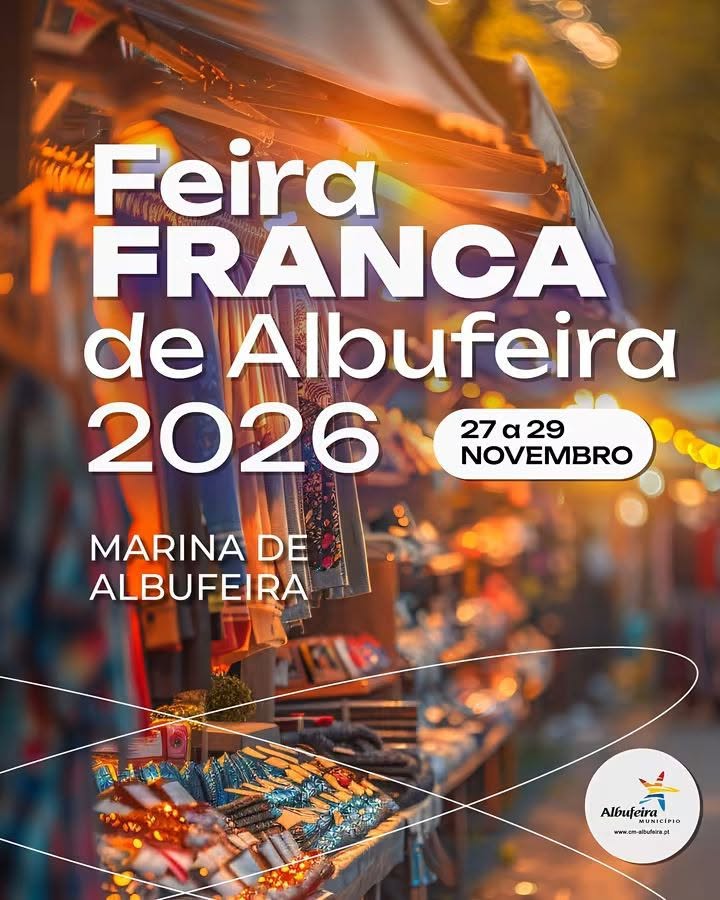 Feira
FRANCA
de Albufeira
2026
27 a 29
NOVEMBRO
MARINA DE
ALBUFEIRA
Albufeira
MUNICÍPIO
www.cm-albufeira.pt